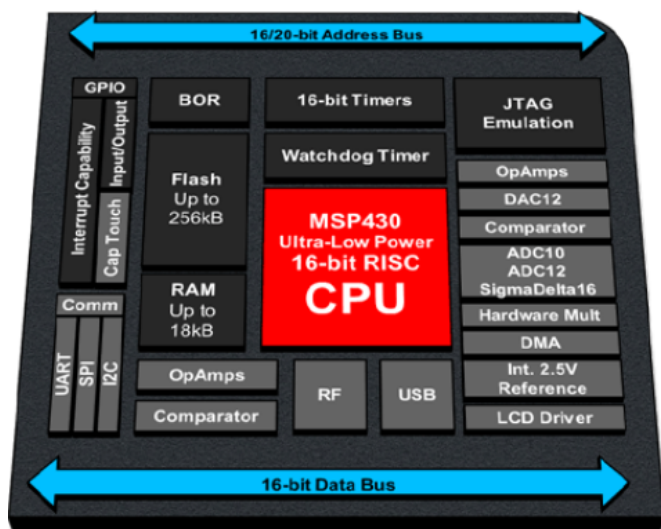 16/20-bit Address Bus
GPIO
Interrupt Capability
Input/Output
Cap Touch
Comm
UART
SPI
I2C
BOR
Flash
Up to
256kB
RAM
Up to
18kB
OpAmps
Comparator
16-bit Timers
Watchdog Timer
MSP430
Ultra-Low Power
16-bit RISC
CPU
RF
USB
JTAG
Emulation
OpAmps
DAC12
Comparator
ADC10
ADC12
SigmaDelta16
Hardware Mult
DMA
Int. 2.5V
Reference
LCD Driver
16-bit Data Bus